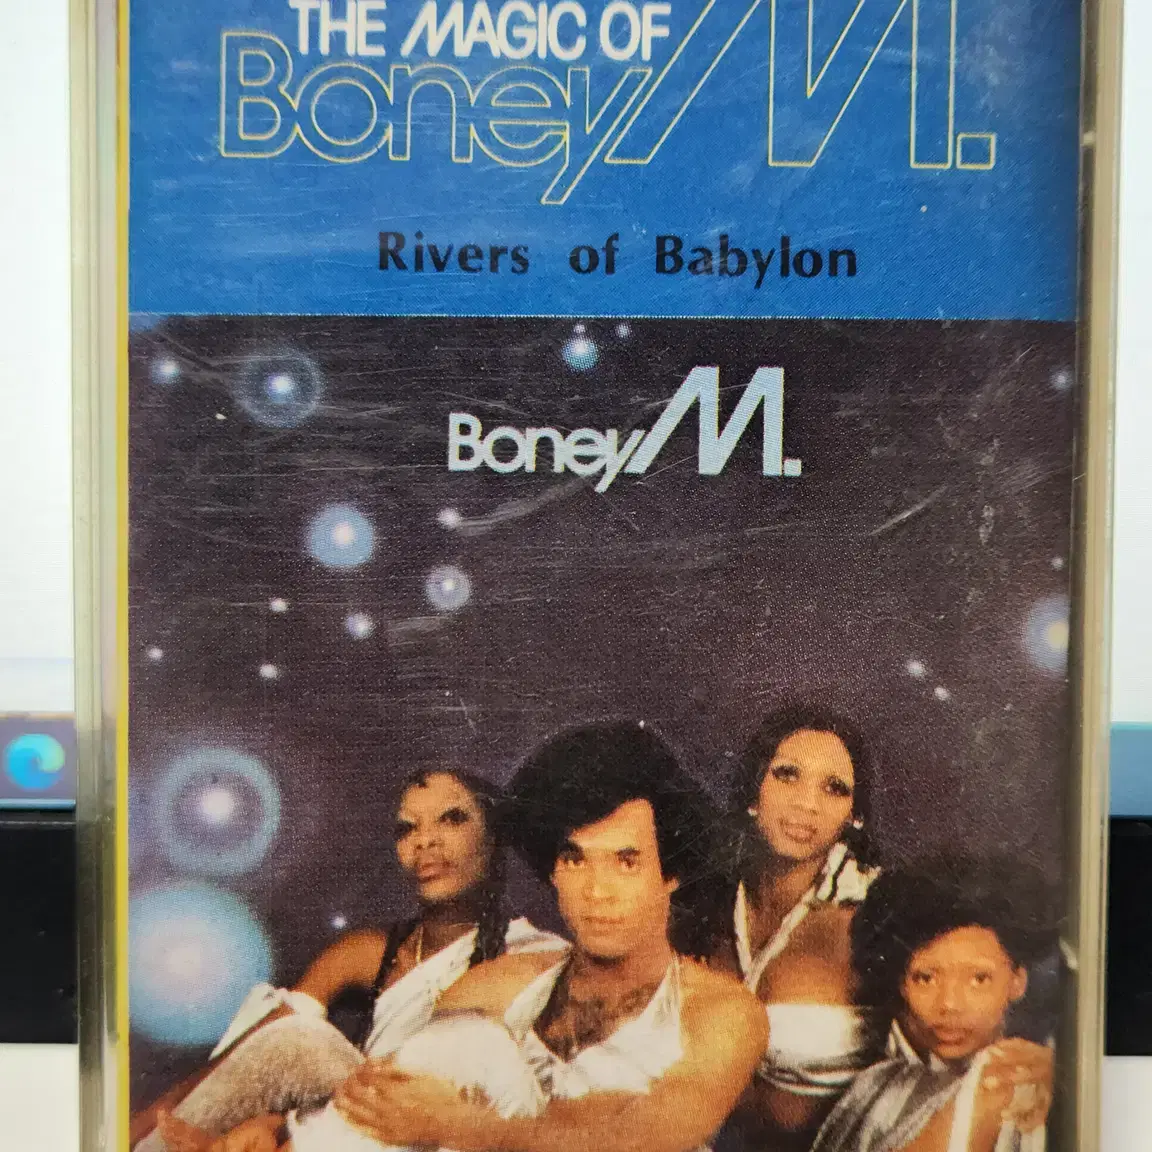 THE MAGIC OF
Boney M.
Rivers of Babylon
Boney M.